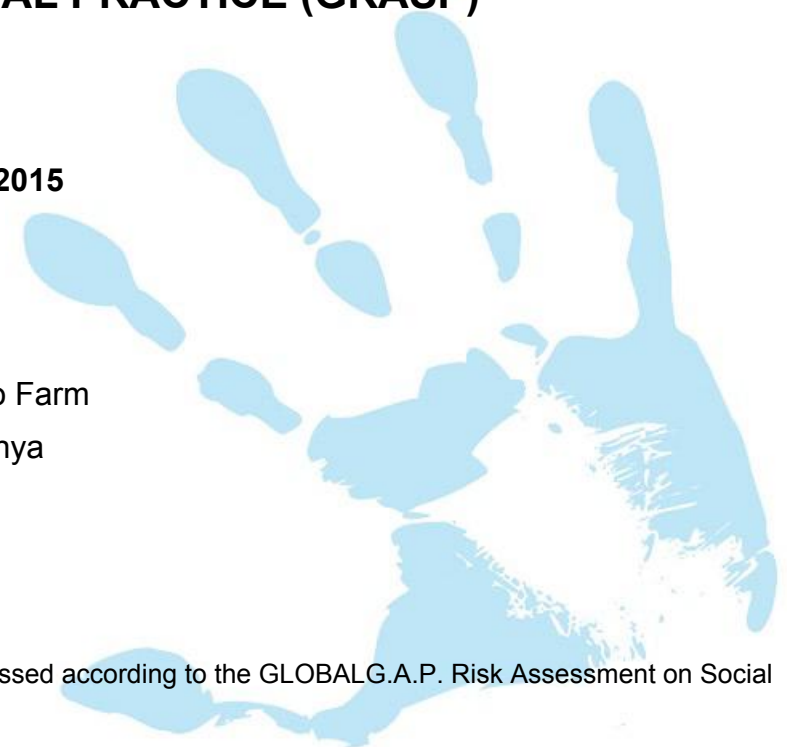 AL PRACTICE (GRASP)
2015
o Farm
nya
ssed according to the GLOBALG.A.P. Risk Assessment on Social